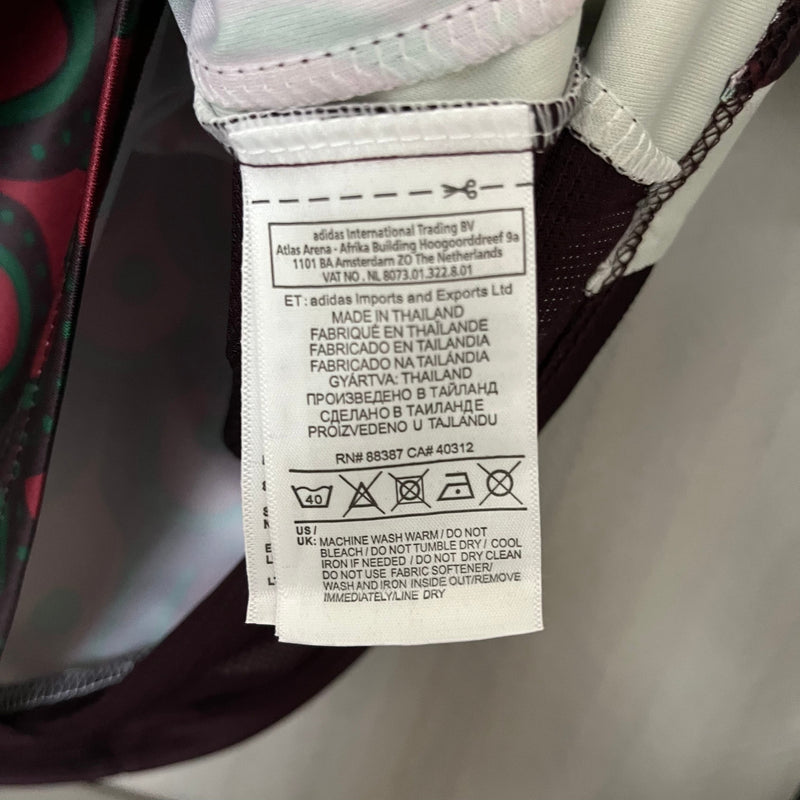 adidas International Trading BV
Atlas Arena - Afrika Building Hoogoorddreef 9a
1101 BA Amsterdam ZO The Netherlands
VAT NO . NL 8073.01.322.8.01
ET : adidas Imports and Exports Ltd
MADE IN THAILAND
FABRIQUÉ EN THAÏLANDE
FABRICADO EN TAILANDIA
FABRICADO NA TAILÂNDIA
GYÁRTVA: THAILAND
ПРОИЗВЕДЕНО В ТАЙЛАНД
СДЕЛАНО В ТАИЛАНДЕ
PROIZVEDENO U TAJLANDU
RN# 88387 CA# 40312
40
US /
UK: MACHINE WASH WARM / DO NOT
BLEACH / DO NOT TUMBLE DRY / COOL
IRON IF NEEDED / DO NOT DRY CLEAN
DO NOT USE FABRIC SOFTENER/
WASH AND IRON INSIDE OUT/REMOVE
IMMEDIATELY/LINE DRY